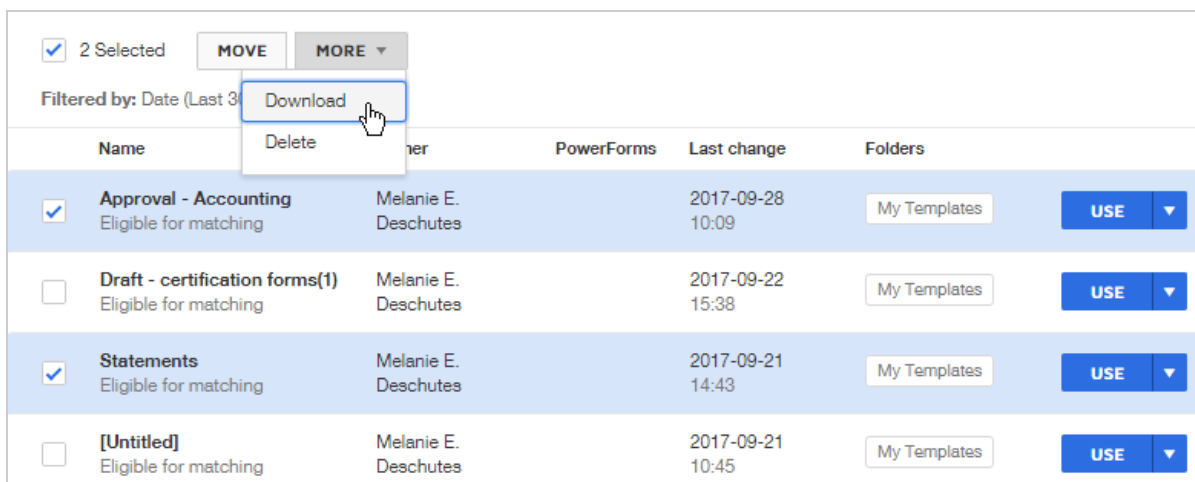 2 Selected MOVE MORE
Filtered by: Date (Last 3
Download
Delete
Name PowerForms Last change Folders
Approval - Accounting Melanie E. 2017-09-28 My Templates USE
Eligible for matching Deschutes 10:09
Draft - certification forms(1) Melanie E. 2017-09-22 My Templates USE
Eligible for matching Deschutes 15:38
Statements Melanie E. 2017-09-21 My Templates USE
Eligible for matching Deschutes 14:43
[Untitled] Melanie E. 2017-09-21 My Templates USE
Eligible for matching Deschutes 10:45